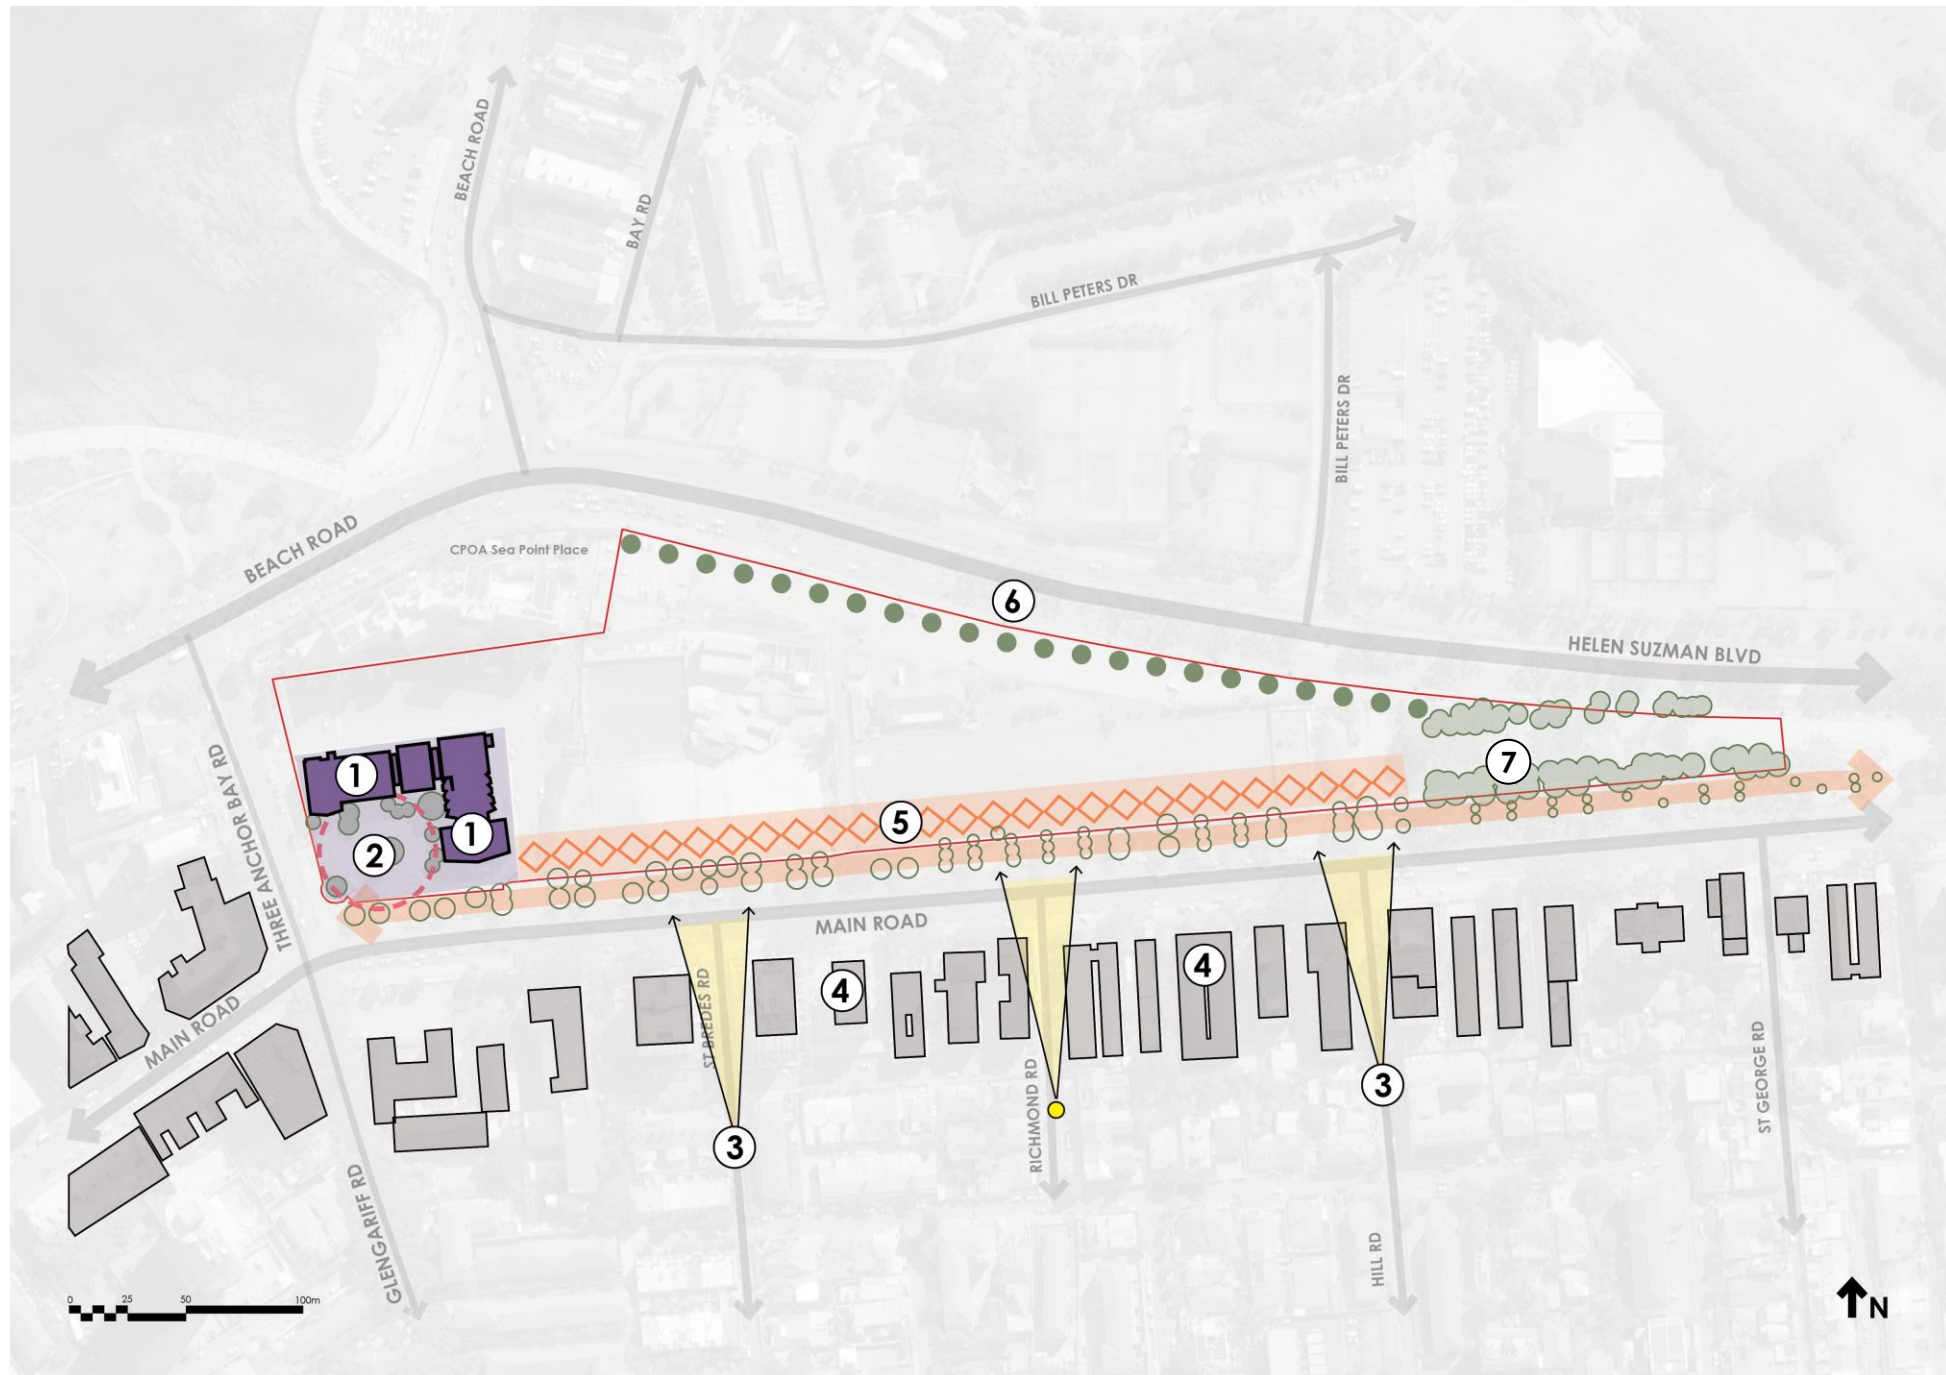 BEACH ROAD
BAY RD
BILL PETERS DR
BILL PETERS DR
BEACH ROAD
CPOA Sea Point Place
6
HELEN SUZMAN BLVD
THREE ANCHOR BAY RD
1
7
1
5
2
MAIN ROAD
4
4
ST BREDES RD
MAIN ROAD
RICHMOND RD
3
3
ST GEORGE RD
GLENGARIFF RD
HILL RD
0 25 50 100m
N